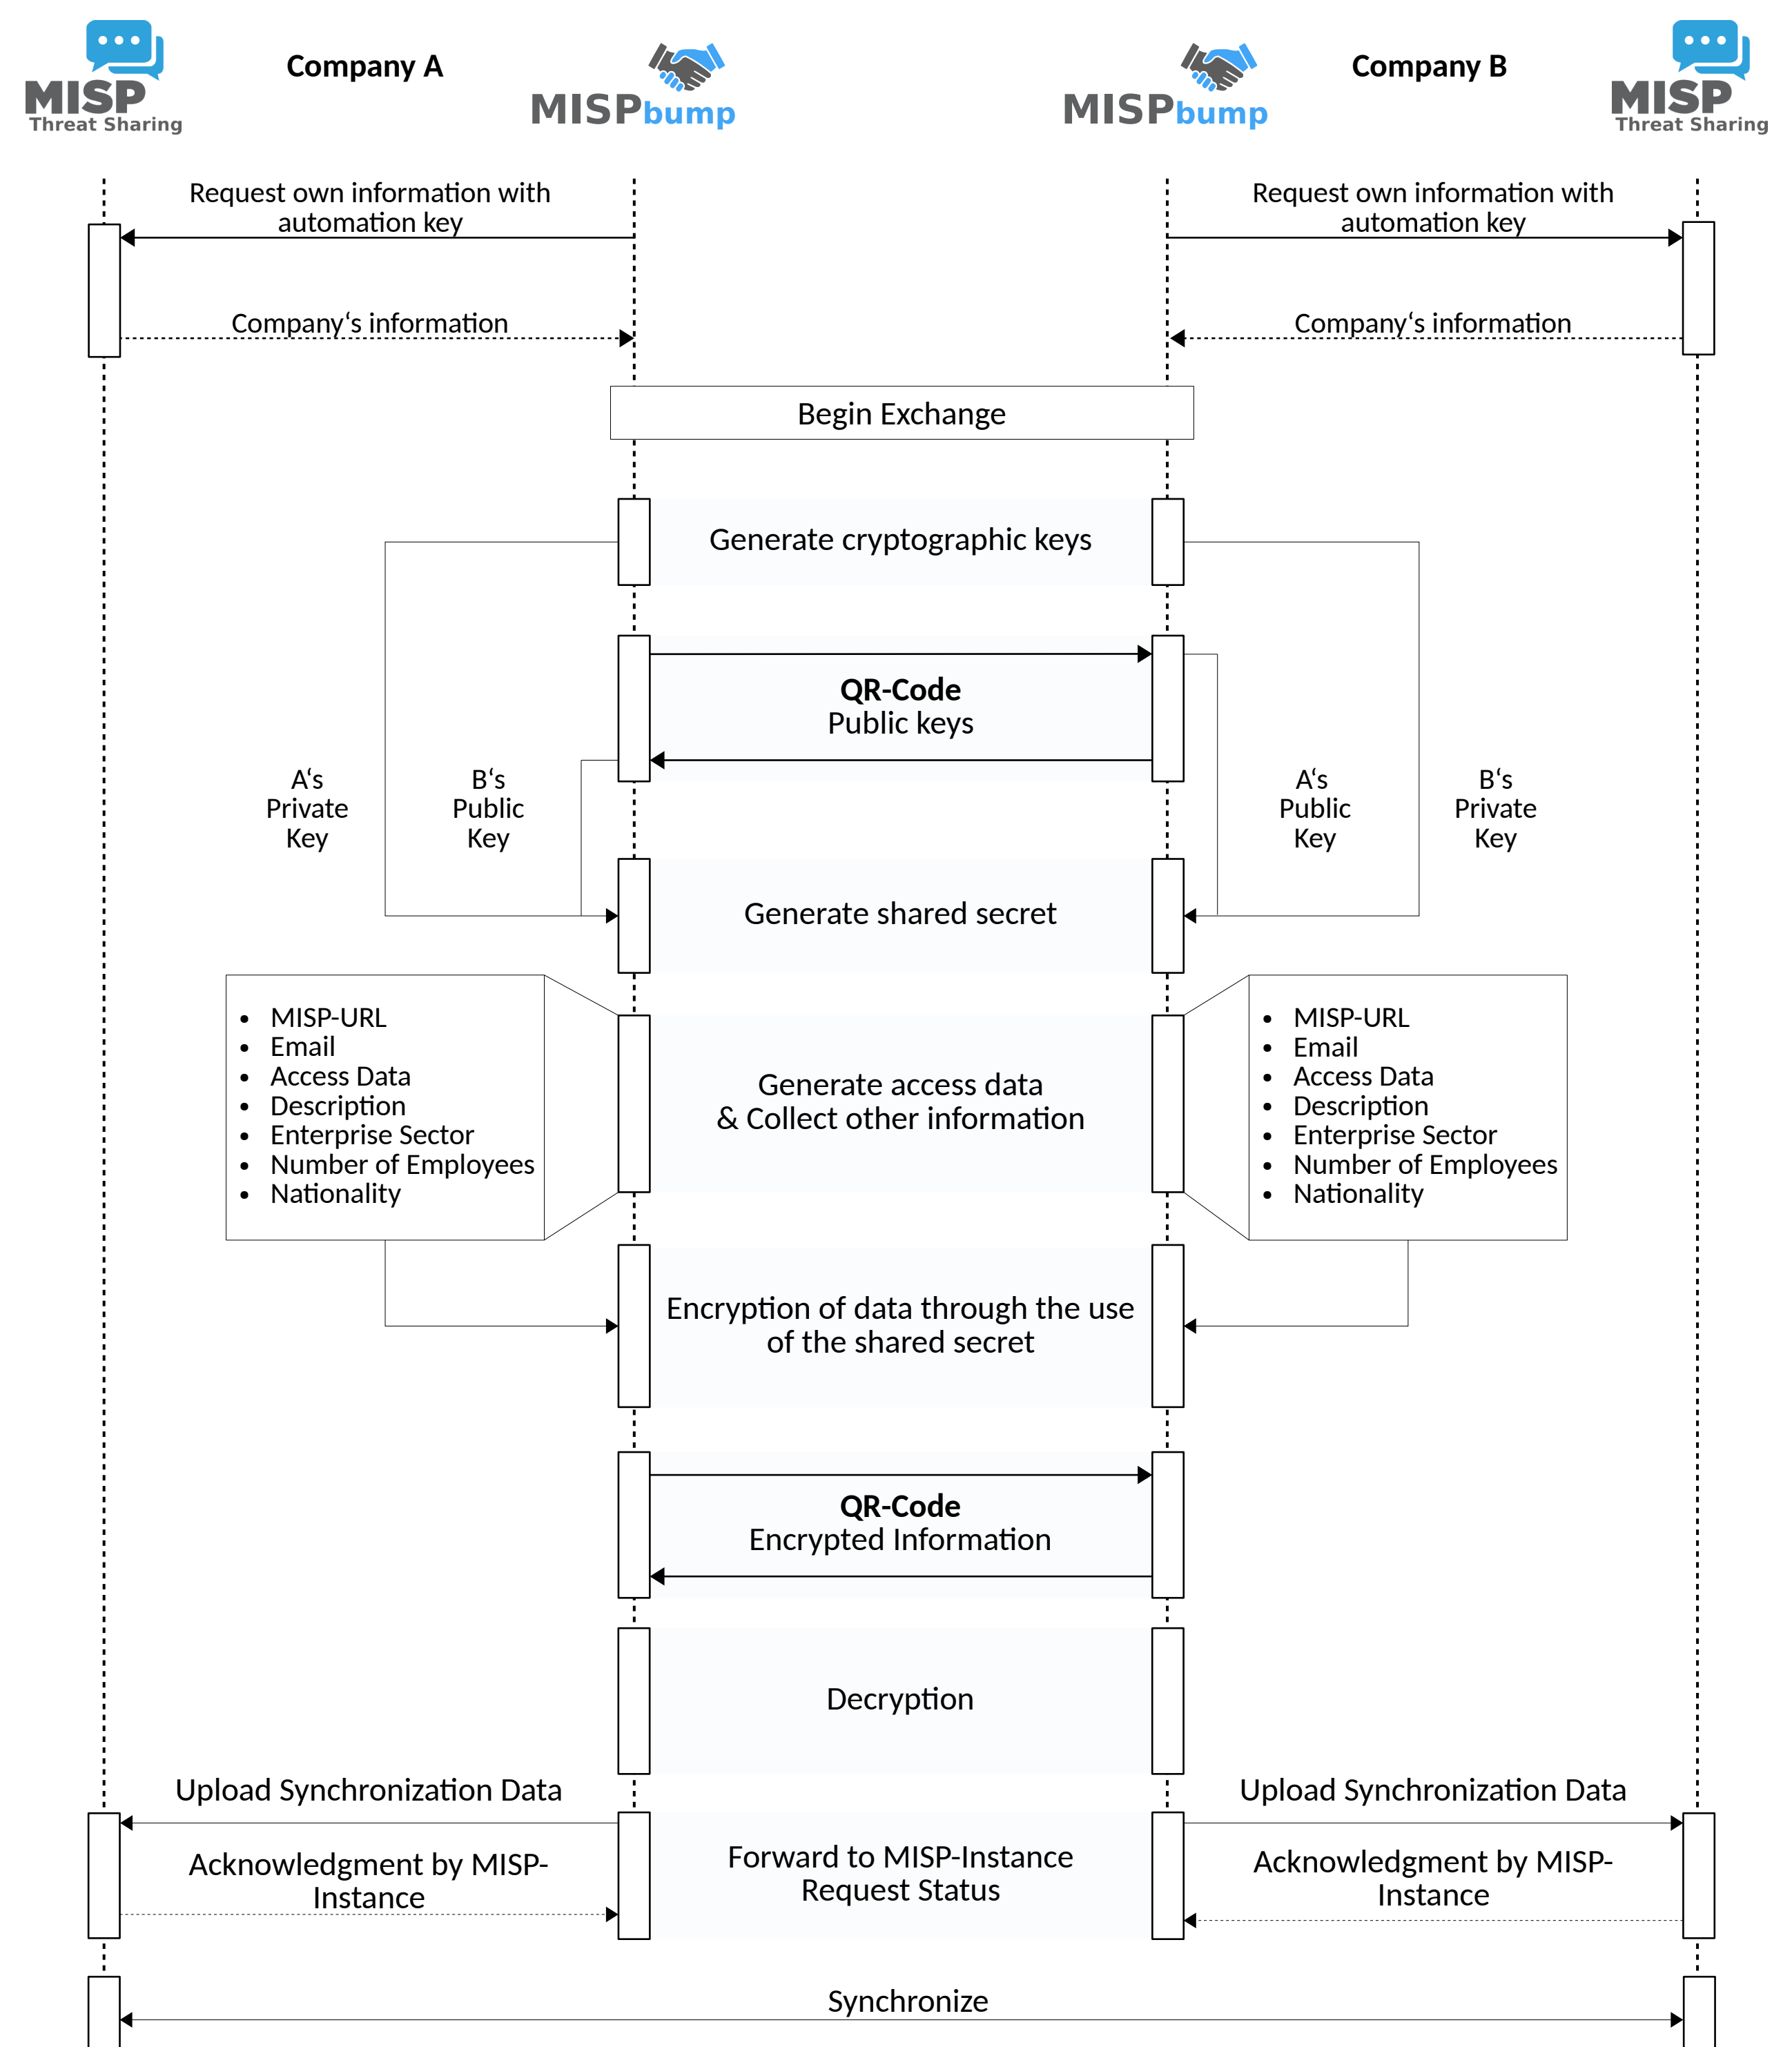 MISP
Threat Sharing
Company A
MISPbump
MISPbump
Company B
MISP
Threat Sharing
Request own information with
automation key
Request own information with
automation key
Company‘s information
Company‘s information
Begin Exchange
Generate cryptographic keys
QR-Code
Public keys
A‘s
Private
Key
B‘s
Public
Key
A‘s
Public
Key
B‘s
Private
Key
Generate shared secret
• MISP-URL
• Email
• Access Data
• Description
• Enterprise Sector
• Number of Employees
• Nationality
Generate access data
& Collect other information
• MISP-URL
• Email
• Access Data
• Description
• Enterprise Sector
• Number of Employees
• Nationality
Encryption of data through the use
of the shared secret
QR-Code
Encrypted Information
Decryption
Upload Synchronization Data
Upload Synchronization Data
Acknowledgment by MISP-
Instance
Forward to MISP-Instance
Request Status
Acknowledgment by MISP-
Instance
Synchronize